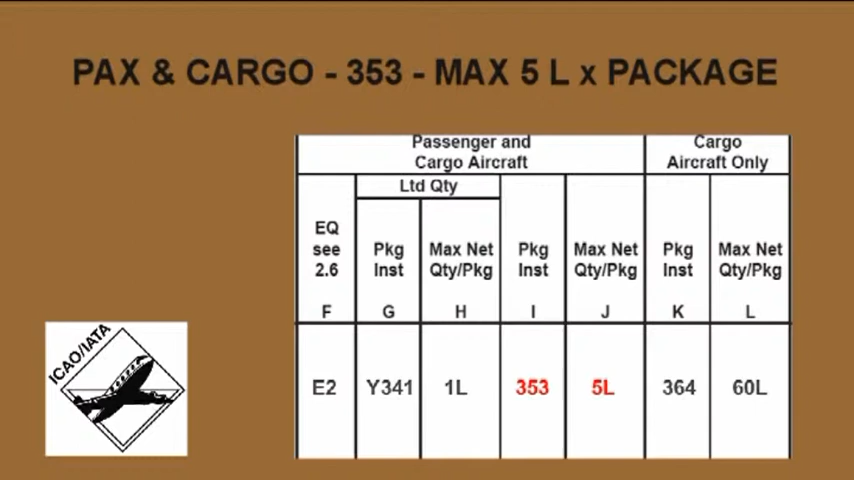 PAX & CARGO - 353 - MAX 5 L x PACKAGE
Passenger and
Cargo Aircraft
Cargo
Aircraft Only
Ltd Qty
EQ
see
2.6
Pkg
Inst
Max Net
Qty/Pkg
Pkg
Inst
Max Net
Qty/Pkg
Pkg
Inst
Max Net
Qty/Pkg
F G H I J K L
E2 Y341 1L 353 5L 364 60L
ICAO/IATA